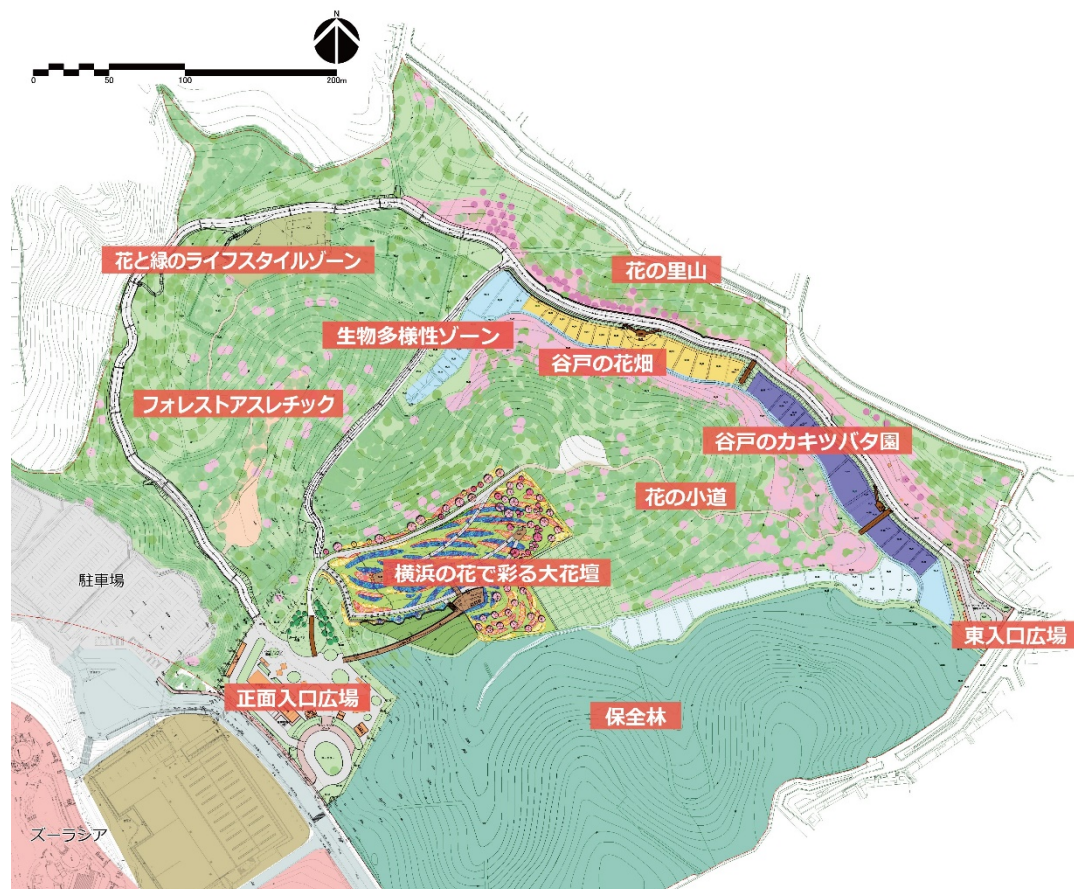 N
0 50 100 200m
花と緑のライフスタイルゾーン
花の里山
生物多様性ゾーン
谷戸の花畑
フォレストアスレチック
谷戸のカキツバタ園
花の小道
横浜の花で彩る大花壇
駐車場
東入口広場
正面入口広場
保全林
ズーラシア